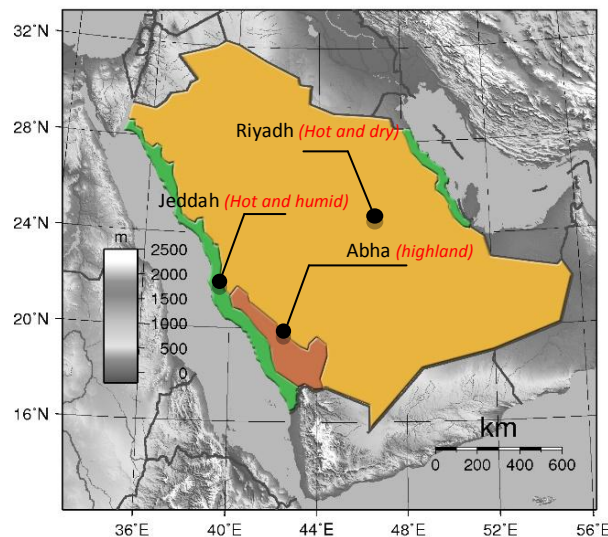 32°N
28°N
Riyadh (Hot and dry)
Jeddah (Hot and humid)
24°N
Abha (highland)
m
2500
2000
1500
1000
500
0
20°N
16°N
km
0 200 400 600
36°E 40°E 44°E 48°E 52°E 56°E